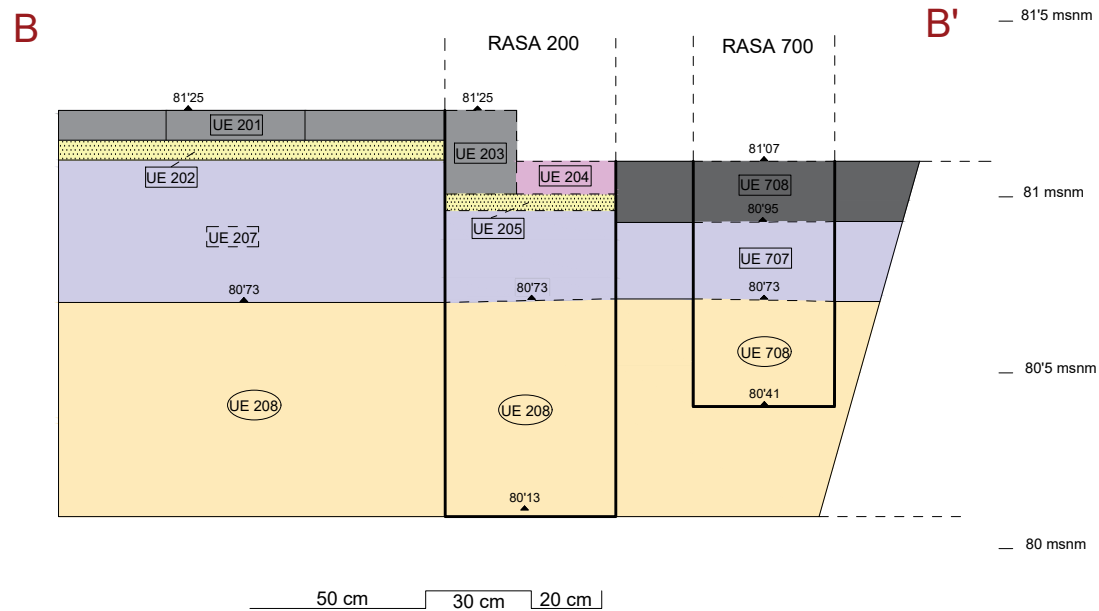 B
B'
81'5 msnm
RASA 200
RASA 700
81'25
81'25
UE 201
UE 203
81'07
UE 202
UE 204
UE 708
81 msnm
80'95
UE 205
UE 207
UE 707
80'73
80'73
80'73
UE 708
80'5 msnm
80'41
UE 208
UE 208
80'13
80 msnm
50 cm
30 cm
20 cm